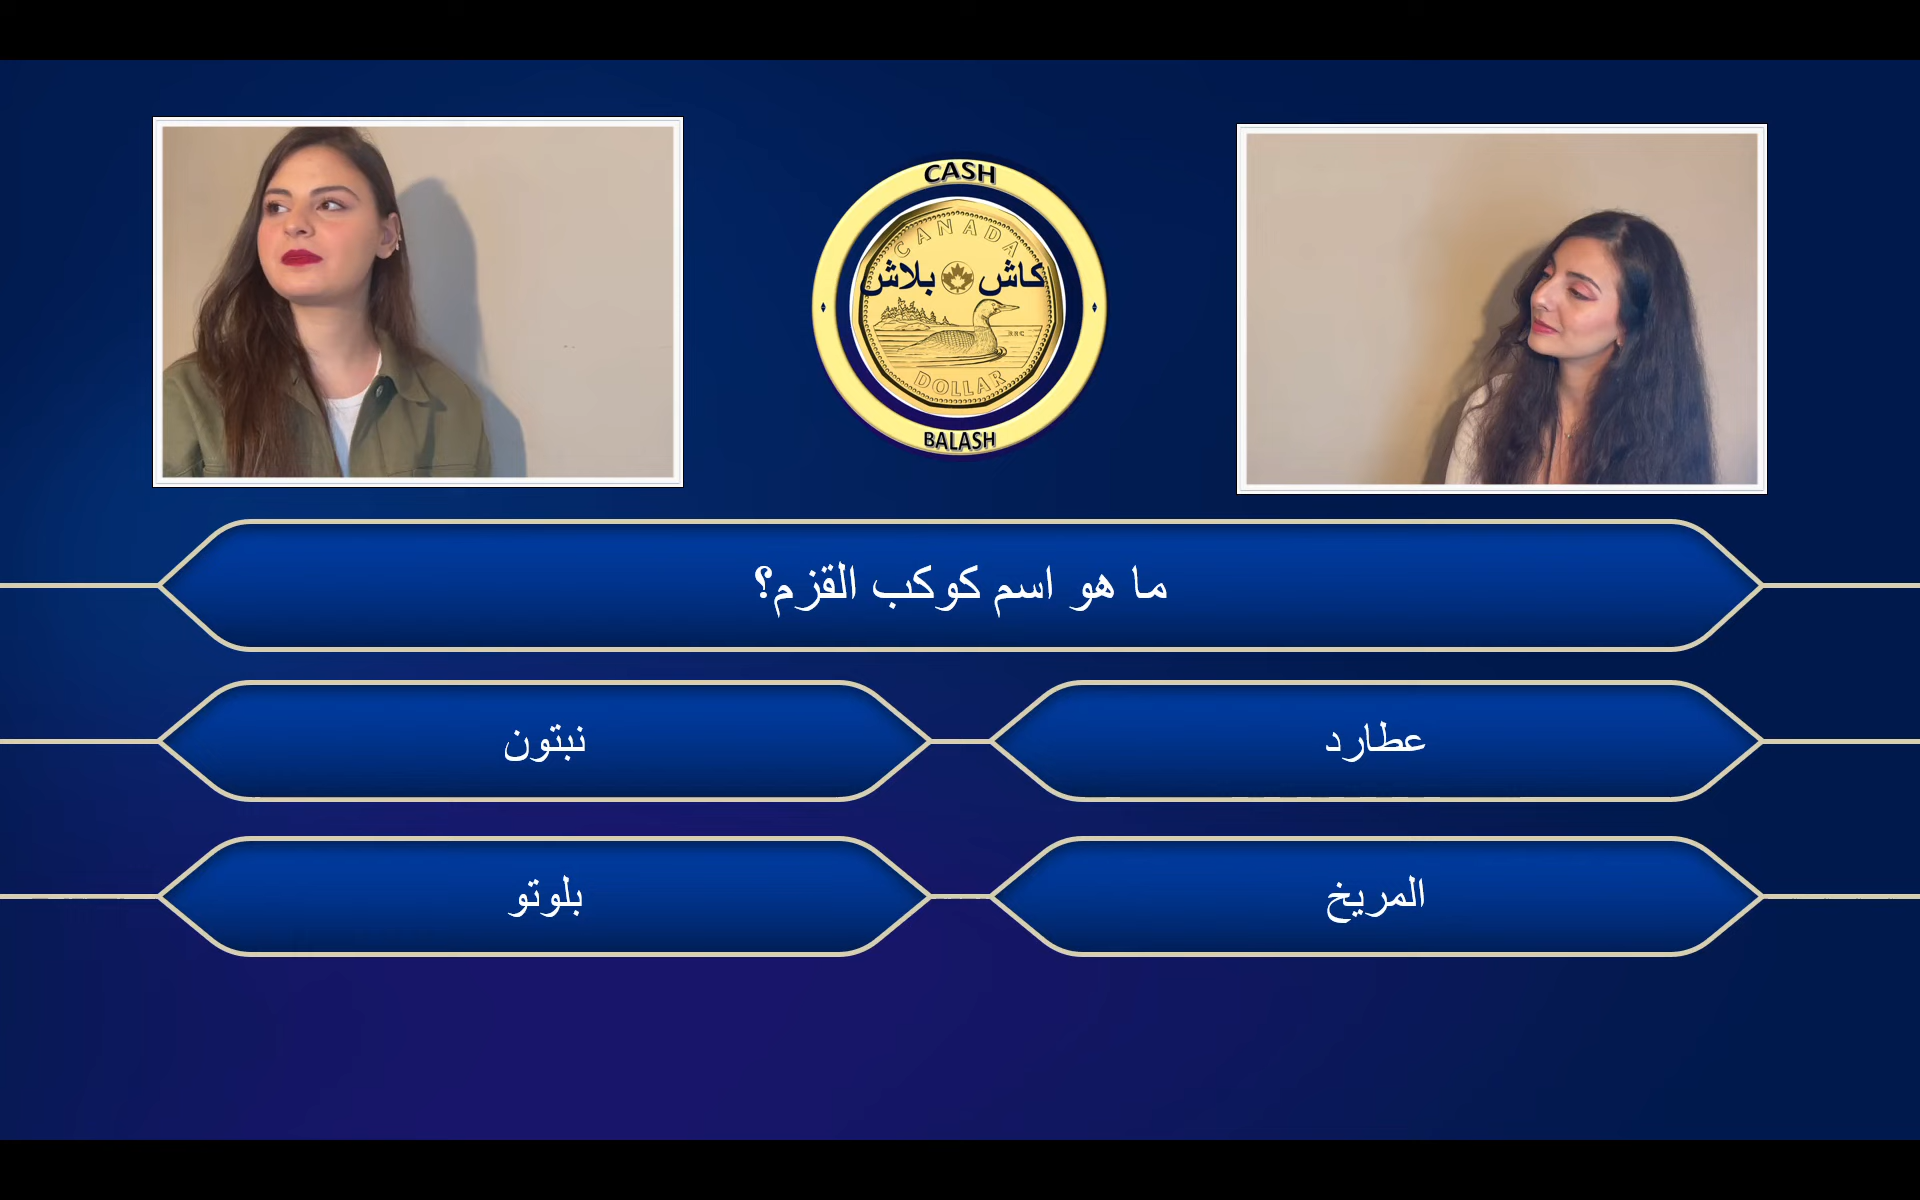 CASH
CANADA
كاش بلاش
DOLLAR
BALASH
ما هو اسم كوكب القزم؟
عطارد
نبتون
المريخ
بلوتو